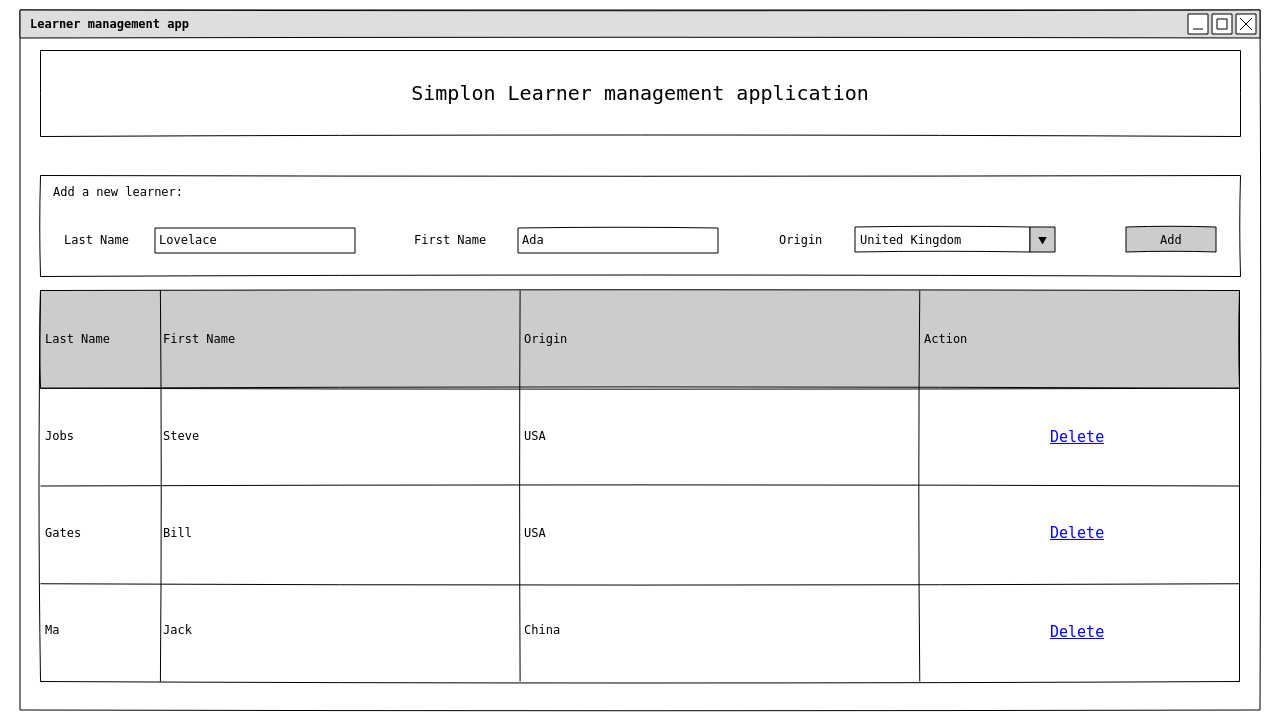 Learner management app
Simplon Learner management application
Add a new learner:
Last Name Lovelace First Name Ada Origin United Kingdom Add
Last Name First Name Origin Action
Jobs Steve USA Delete
Gates Bill USA Delete
Ma Jack China Delete